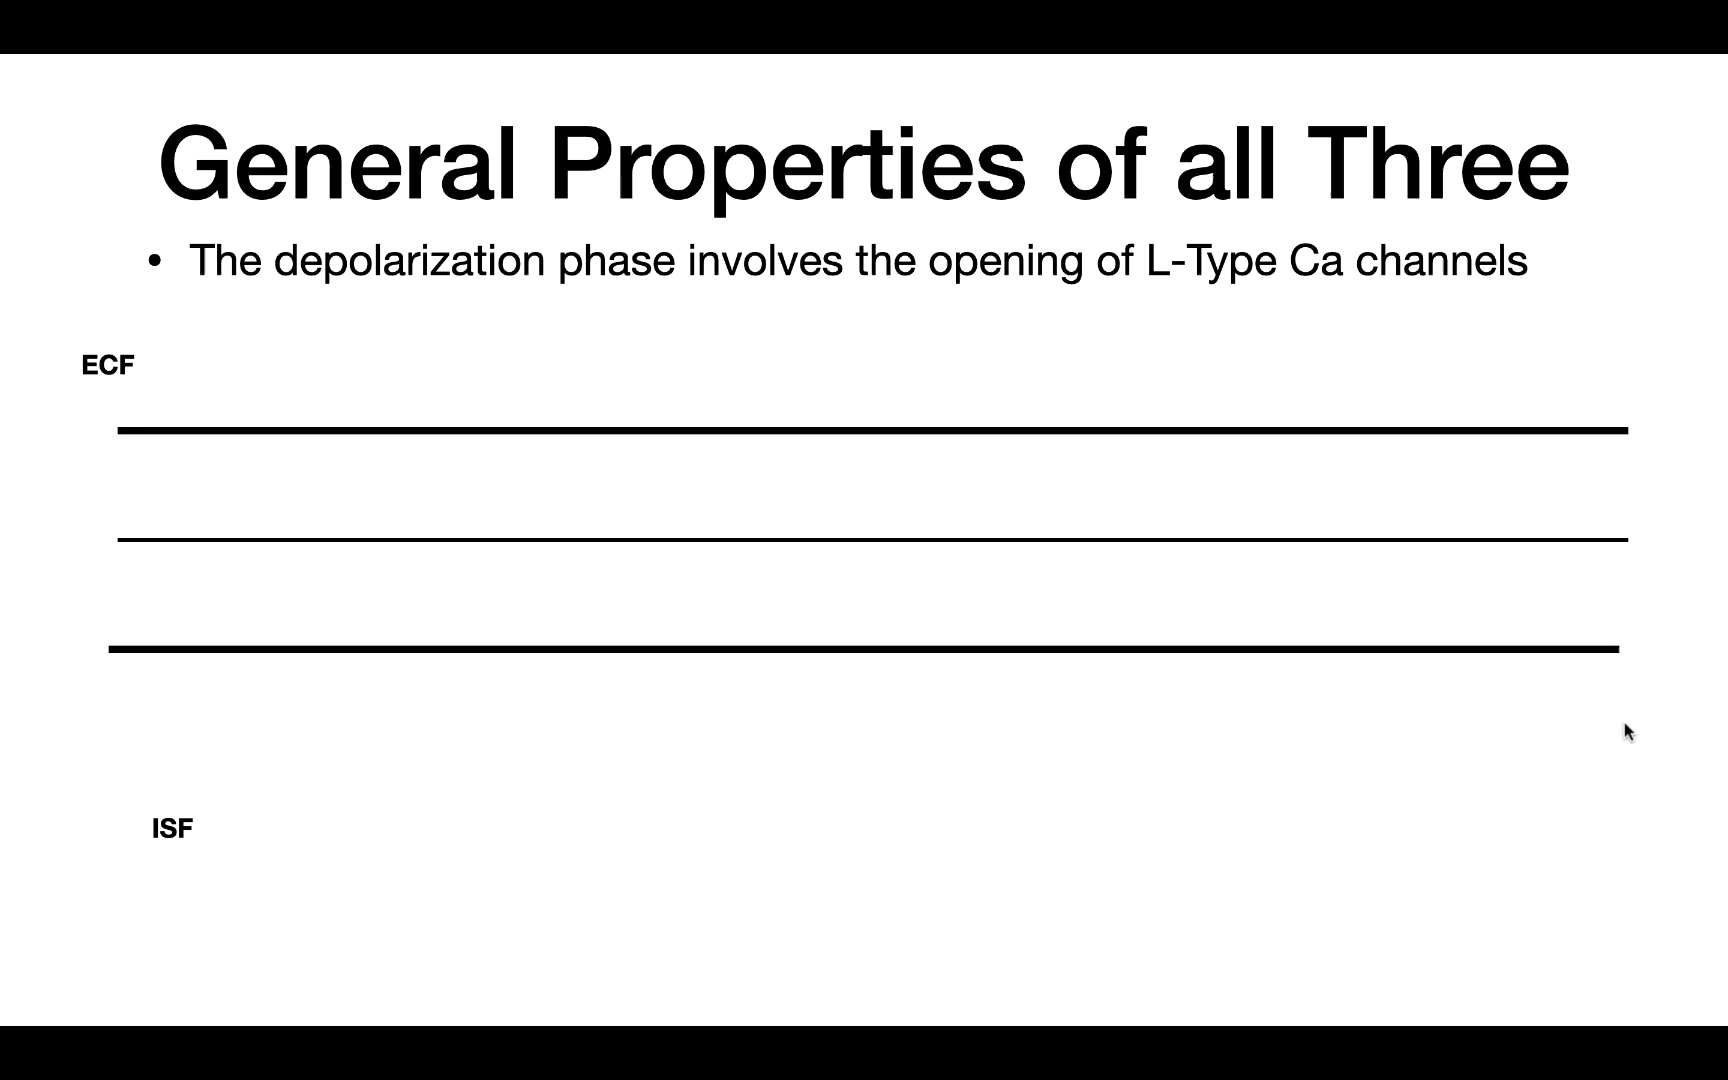 General Properties of all Three
• The depolarization phase involves the opening of L-Type Ca channels
ECF
ISF